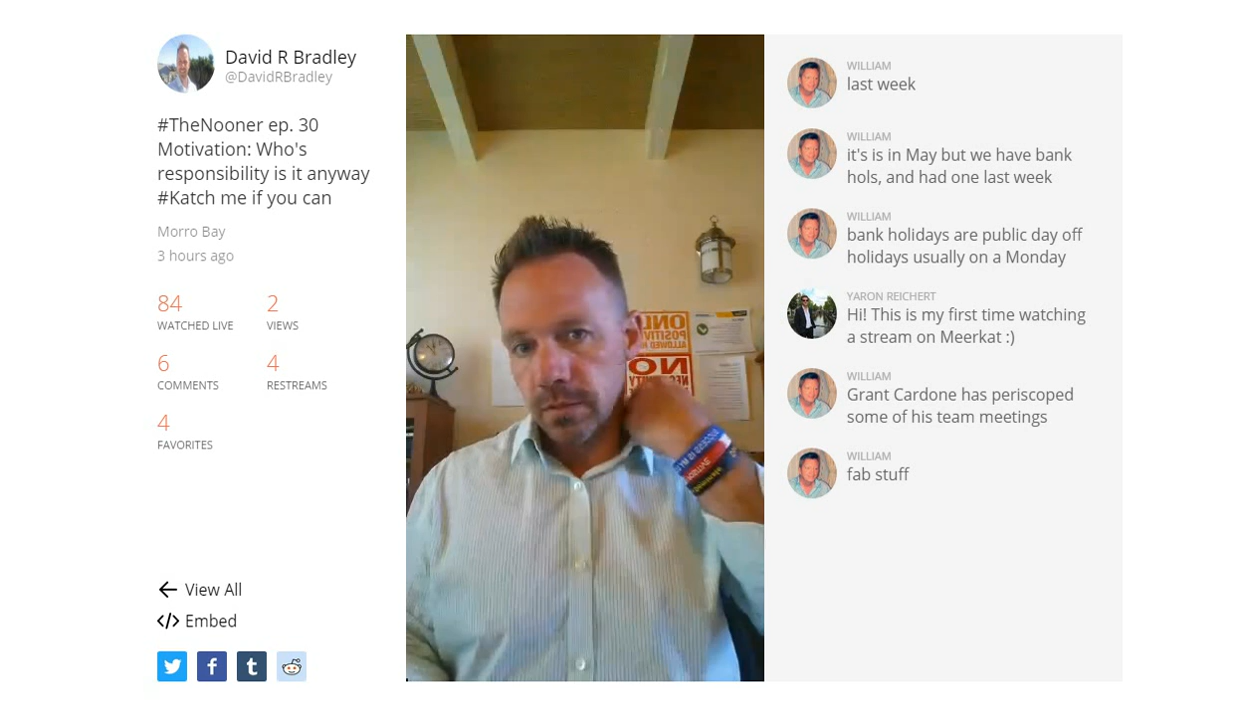 David R Bradley
@DavidRBradley
#TheNooner ep. 30
Motivation: Who's
responsibility is it anyway
#Katch me if you can
Morro Bay
3 hours ago
84
WATCHED LIVE
2
VIEWS
6
COMMENTS
4
RESTREAMS
4
FAVORITES
View All
Embed
ONLY
POSITIVE
ALLOWED
NO
WILLIAM
last week
WILLIAM
it's is in May but we have bank
hols, and had one last week
WILLIAM
bank holidays are public day off
holidays usually on a Monday
YARON REICHERT
Hi! This is my first time watching
a stream on Meerkat :)
WILLIAM
Grant Cardone has periscoped
some of his team meetings
WILLIAM
fab stuff